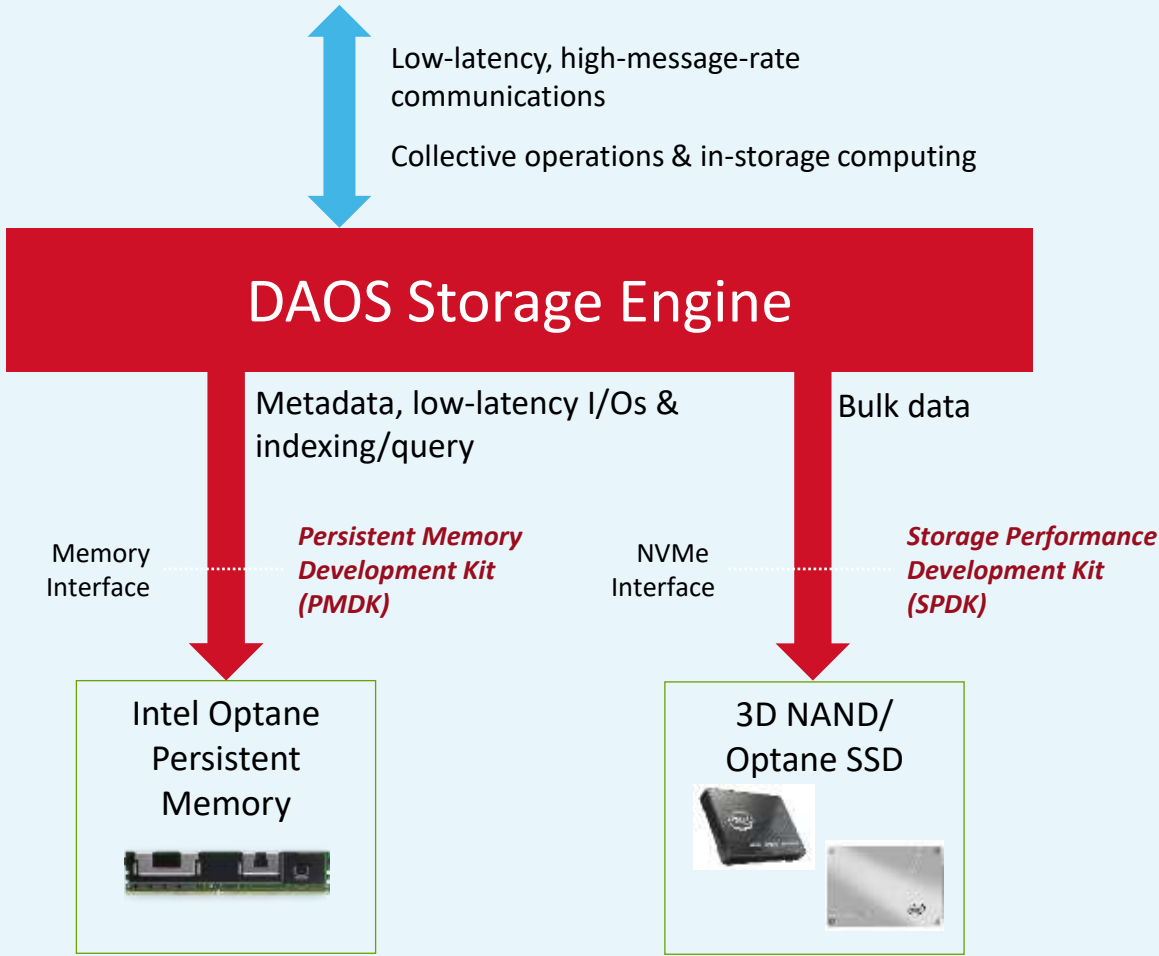 Low-latency, high-message-rate
communications
Collective operations & in-storage computing
DAOS Storage Engine
Metadata, low-latency I/Os &
indexing/query
Bulk data
Memory
Interface
Persistent Memory
Development Kit
(PMDK)
NVMe
Interface
Storage Performance
Development Kit
(SPDK)
Intel Optane
Persistent
Memory
3D NAND/
Optane SSD